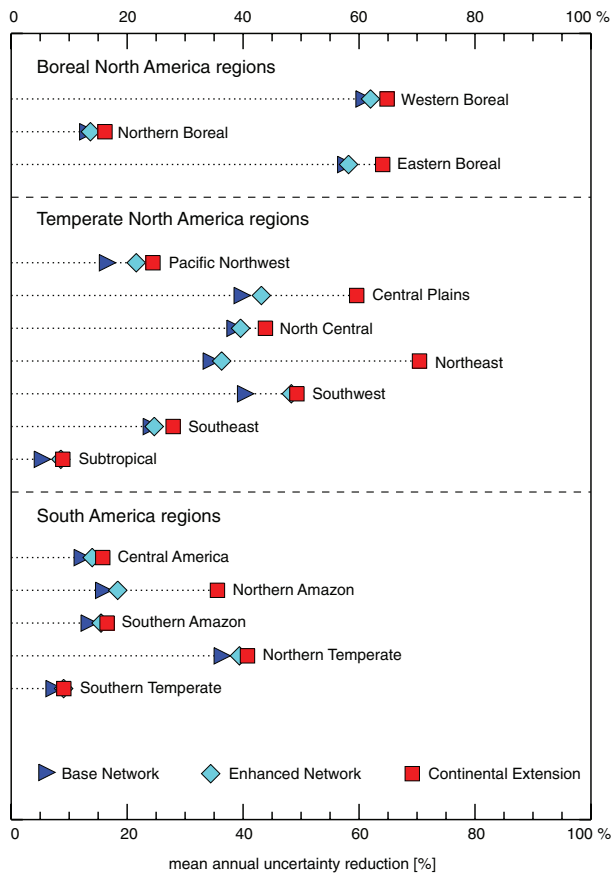 0 20 40 60 80 100 %
Boreal North America regions
Western Boreal
Northern Boreal
Eastern Boreal
Temperate North America regions
Pacific Northwest
Central Plains
North Central
Northeast
Southwest
Southeast
Subtropical
South America regions
Central America
Northern Amazon
Southern Amazon
Northern Temperate
Southern Temperate
Base Network Enhanced Network Continental Extension
0 20 40 60 80 100 %
mean annual uncertainty reduction [%]